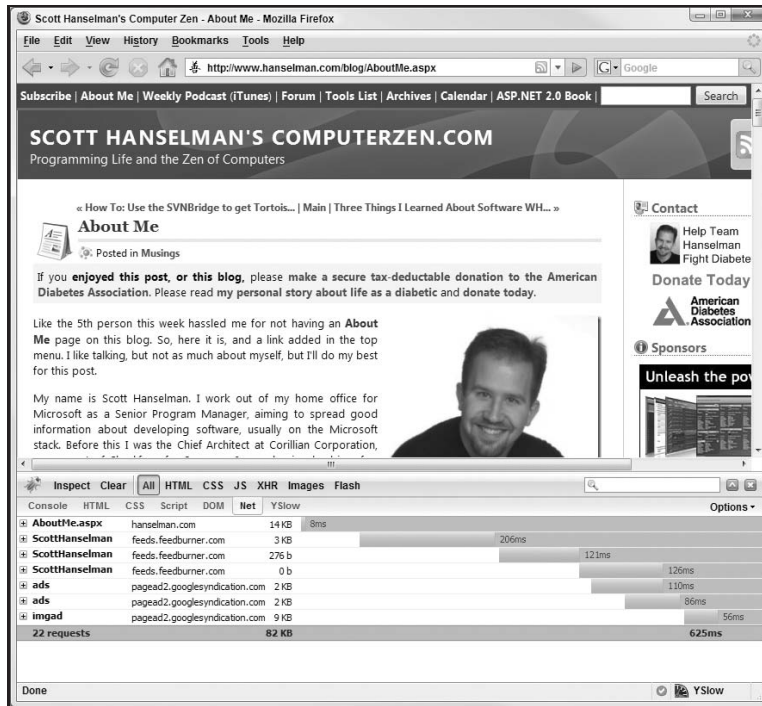 Scott Hanselman's Computer Zen - About Me - Mozilla Firefox
File Edit View History Bookmarks Tools Help
http://www.hanselman.com/blog/AboutMe.aspx
G Google
Subscribe | About Me | Weekly Podcast (iTunes) | Forum | Tools List | Archives | Calendar | ASP.NET 2.0 Book |
Search
SCOTT HANSELMAN'S COMPUTERZEN.COM
Programming Life and the Zen of Computers
« How To: Use the SVNBridge to get Tortois... | Main | Three Things I Learned About Software WH... »
About Me
Posted in Musings
If you enjoyed this post, or this blog, please make a secure tax-deductable donation to the American
Diabetes Association. Please read my personal story about life as a diabetic and donate today.
Like the 5th person this week hassled me for not having an About
Me page on this blog. So, here it is, and a link added in the top
menu. I like talking, but not as much about myself, but I'll do my best
for this post.
My name is Scott Hanselman. I work out of my home office for
Microsoft as a Senior Program Manager, aiming to spread good
information about developing software, usually on the Microsoft
stack. Before this I was the Chief Architect at Corillian Corporation,
Contact
Help Team
Hanselman
Fight Diabete
Donate Today
American
Diabetes
Association
Sponsors
Unleash the pov
Inspect Clear All HTML CSS JS XHR Images Flash
Console HTML CSS Script DOM Net YSlow Options
AboutMe.aspx hanselman.com 14 KB 8ms
ScottHanselman feeds.feedburner.com 3 KB 206ms
ScottHanselman feeds.feedburner.com 276 b 121ms
ScottHanselman feeds.feedburner.com 0 b 126ms
ads pagead2.googlesyndication.com 2 KB 110ms
ads pagead2.googlesyndication.com 2 KB 86ms
imgad pagead2.googlesyndication.com 9 KB 56ms
22 requests 82 KB 625ms
Done YSlow